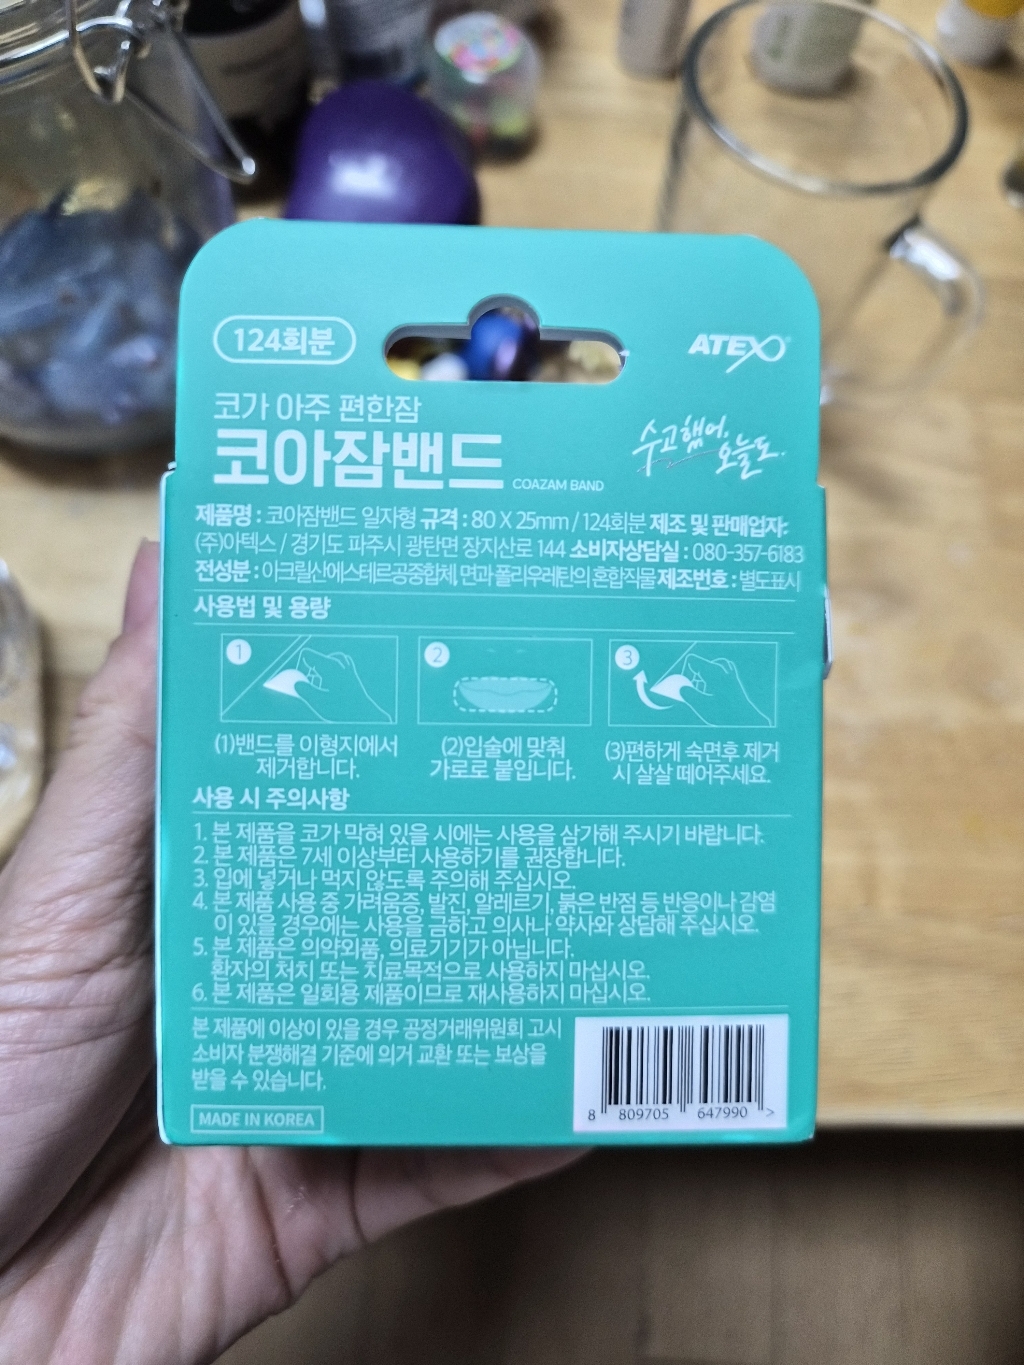 124회분
ATEX
코가 아주 편한잠
코아잠밴드 COAZAM BAND
수고했어, 오늘도.
제품명 : 코아잠밴드 일자형 규격 : 80 X 25mm / 124회분 제조 및 판매업자:
(주)아텍스 / 경기도 파주시 광탄면 장지산로 144 소비자상담실 : 080-357-6183
전성분 : 아크릴산에스테르공중합체, 면과 폴리우레탄의 혼합직물 제조번호 : 별도표시
사용법 및 용량
1
2
3
(1)밴드를 이형지에서
제거합니다.
(2)입술에 맞춰
가로로 붙입니다.
(3)편하게 숙면후 제거
시 살살 떼어주세요.
사용 시 주의사항
1. 본 제품을 코가 막혀 있을 시에는 사용을 삼가해 주시기 바랍니다.
2. 본 제품은 7세 이상부터 사용하기를 권장합니다.
3. 입에 넣거나 먹지 않도록 주의해 주십시오.
4. 본 제품 사용 중 가려움증, 발진, 알레르기, 붉은 반점 등 반응이나 감염
이 있을 경우에는 사용을 금하고 의사나 약사와 상담해 주십시오.
5. 본 제품은 의약외품, 의료기기가 아닙니다.
환자의 처치 또는 치료목적으로 사용하지 마십시오.
6. 본 제품은 일회용 제품이므로 재사용하지 마십시오.
본 제품에 이상이 있을 경우 공정거래위원회 고시
소비자 분쟁해결 기준에 의거 교환 또는 보상을
받을 수 있습니다.
MADE IN KOREA
8 809705 647990 >